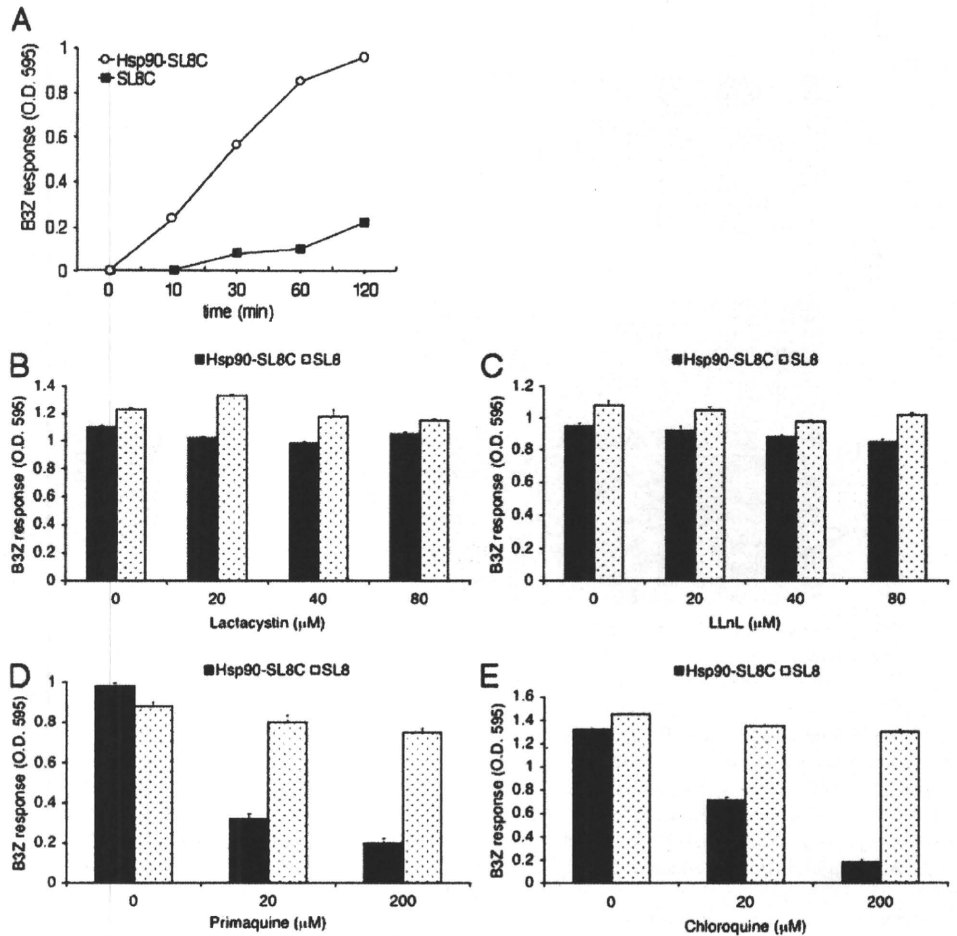 A
B3Z response (O.D. 595)
1
0.8
0.6
0.4
0.2
0
Hsp90-SL8C
SL8C
0 10 30 60 120
time (min)
B
Hsp90-SL8C SL8
B3Z response (O.D. 595)
1.4
1.2
1
0.8
0.6
0.4
0.2
0
0 20 40 80
Lactacystin (μM)
C
Hsp90-SL8C SL8
B3Z response (O.D. 595)
1.2
1
0.8
0.6
0.4
0.2
0
0 20 40 80
LLnL (μM)
D
Hsp90-SL8C SL8
B3Z response (O.D. 595)
1
0.8
0.6
0.4
0.2
0
0 20 200
Primaquine (μM)
E
Hsp90-SL8C SL8
B3Z response (O.D. 595)
1.6
1.4
1.2
1
0.8
0.6
0.4
0.2
0
0 20 200
Chloroquine (μM)